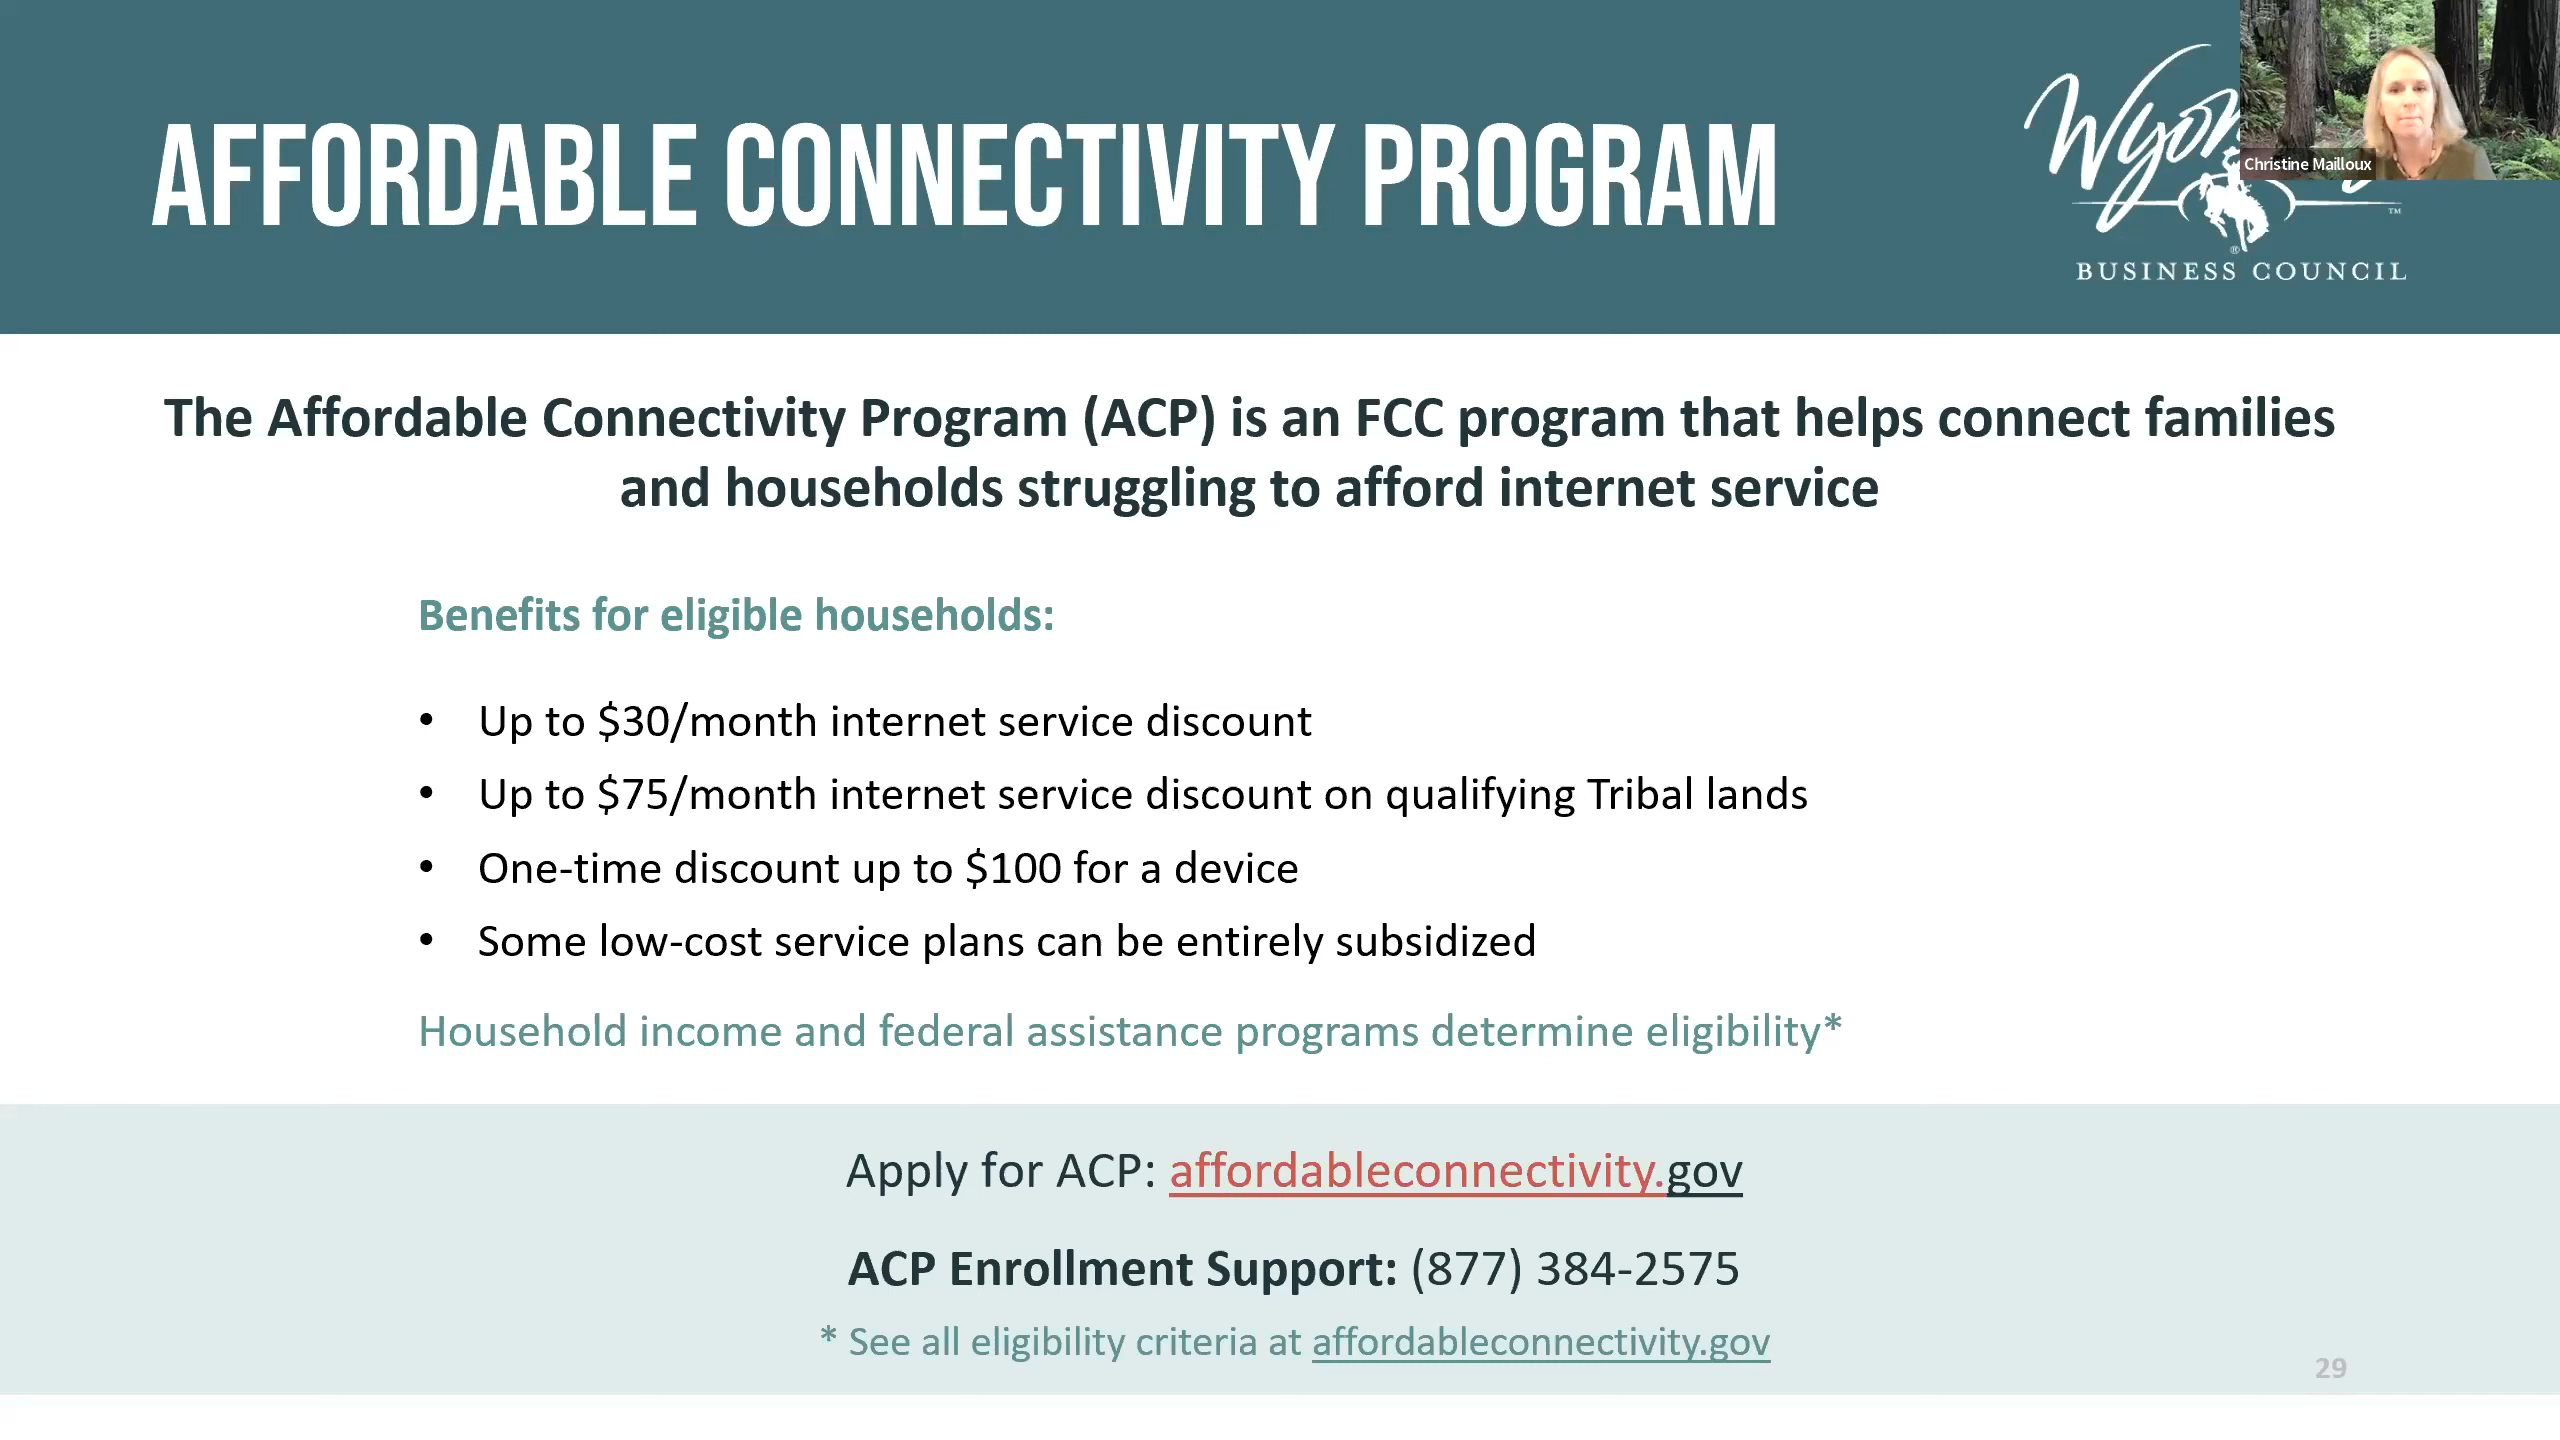 AFFORDABLE CONNECTIVITY PROGRAM
Christine Mailloux
TM
®
BUSINESS COUNCIL
The Affordable Connectivity Program (ACP) is an FCC program that helps connect families
and households struggling to afford internet service
Benefits for eligible households:
• Up to $30/month internet service discount
• Up to $75/month internet service discount on qualifying Tribal lands
• One-time discount up to $100 for a device
• Some low-cost service plans can be entirely subsidized
Household income and federal assistance programs determine eligibility*
Apply for ACP: affordableconnectivity.gov
ACP Enrollment Support: (877) 384-2575
* See all eligibility criteria at affordableconnectivity.gov
29